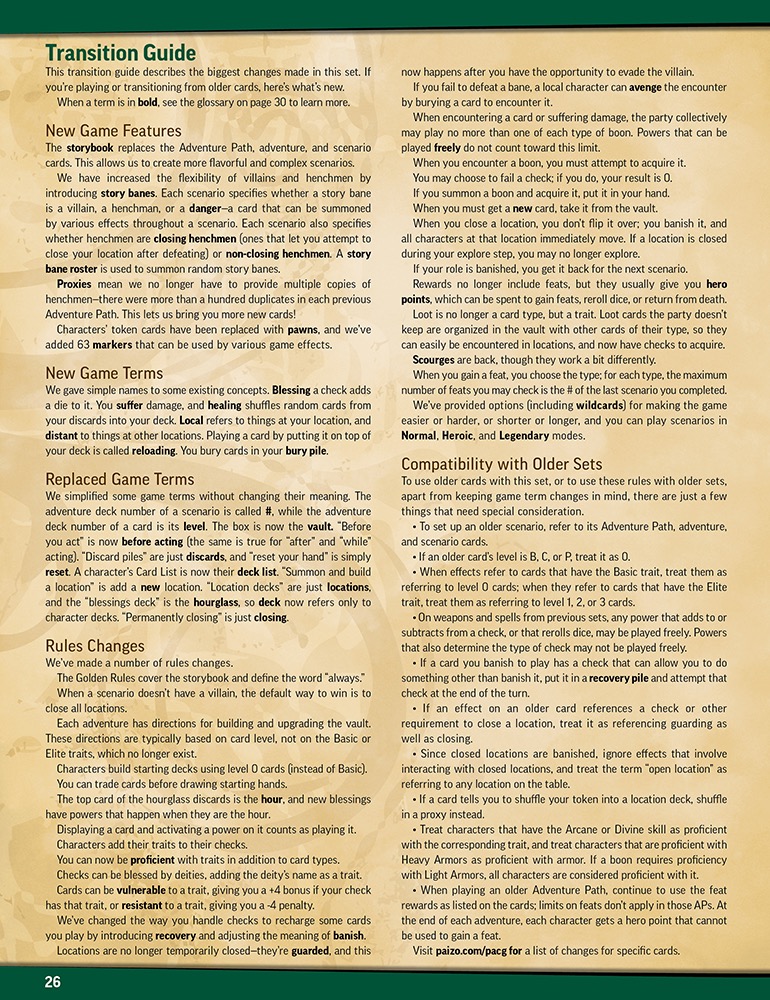 Transition Guide
This transition guide describes the biggest changes made in this set. If
you're playing or transitioning from older cards, here's what's new.
When a term is in bold, see the glossary on page 30 to learn more.
New Game Features
The storybook replaces the Adventure Path, adventure, and scenario
cards. This allows us to create more flavorful and complex scenarios.
We have increased the flexibility of villains and henchmen by
introducing story banes. Each scenario specifies whether a story bane
is a villain, a henchman, or a danger—a card that can be summoned
by various effects throughout a scenario. Each scenario also specifies
whether henchmen are closing henchmen (ones that let you attempt to
close your location after defeating) or non-closing henchmen. A story
bane roster is used to summon random story banes.
Proxies mean we no longer have to provide multiple copies of
henchmen—there were more than a hundred duplicates in each previous
Adventure Path. This lets us bring you more new cards!
Characters' token cards have been replaced with pawns, and we've
added 63 markers that can be used by various game effects.
New Game Terms
We gave simple names to some existing concepts. Blessing a check adds
a die to it. You suffer damage, and healing shuffles random cards from
your discards into your deck. Local refers to things at your location, and
distant to things at other locations. Playing a card by putting it on top of
your deck is called reloading. You bury cards in your bury pile.
Replaced Game Terms
We simplified some game terms without changing their meaning. The
adventure deck number of a scenario is called #, while the adventure
deck number of a card is its level. The box is now the vault. "Before
you act" is now before acting (the same is true for "after" and "while"
acting). "Discard piles" are just discards, and "reset your hand" is simply
reset. A character's Card List is now their deck list. "Summon and build
a location" is add a new location. "Location decks" are just locations,
and the "blessings deck" is the hourglass, so deck now refers only to
character decks. "Permanently closing" is just closing.
Rules Changes
We've made a number of rules changes.
The Golden Rules cover the storybook and define the word "always."
When a scenario doesn't have a villain, the default way to win is to
close all locations.
Each adventure has directions for building and upgrading the vault.
These directions are typically based on card level, not on the Basic or
Elite traits, which no longer exist.
Characters build starting decks using level 0 cards (instead of Basic).
You can trade cards before drawing starting hands.
The top card of the hourglass discards is the hour, and new blessings
have powers that happen when they are the hour.
Displaying a card and activating a power on it counts as playing it.
Characters add their traits to their checks.
You can now be proficient with traits in addition to card types.
Checks can be blessed by deities, adding the deity's name as a trait.
Cards can be vulnerable to a trait, giving you a +4 bonus if your check
has that trait, or resistant to a trait, giving you a -4 penalty.
We've changed the way you handle checks to recharge some cards
you play by introducing recovery and adjusting the meaning of banish.
Locations are no longer temporarily closed—they're guarded, and this
now happens after you have the opportunity to evade the villain.
If you fail to defeat a bane, a local character can avenge the encounter
by burying a card to encounter it.
When encountering a card or suffering damage, the party collectively
may play no more than one of each type of boon. Powers that can be
played freely do not count toward this limit.
When you encounter a boon, you must attempt to acquire it.
You may choose to fail a check; if you do, your result is 0.
If you summon a boon and acquire it, put it in your hand.
When you must get a new card, take it from the vault.
When you close a location, you don't flip it over; you banish it, and
all characters at that location immediately move. If a location is closed
during your explore step, you may no longer explore.
If your role is banished, you get it back for the next scenario.
Rewards no longer include feats, but they usually give you hero
points, which can be spent to gain feats, reroll dice, or return from death.
Loot is no longer a card type, but a trait. Loot cards the party doesn't
keep are organized in the vault with other cards of their type, so they
can easily be encountered in locations, and now have checks to acquire.
Scourges are back, though they work a bit differently.
When you gain a feat, you choose the type; for each type, the maximum
number of feats you may check is the # of the last scenario you completed.
We've provided options (including wildcards) for making the game
easier or harder, or shorter or longer, and you can play scenarios in
Normal, Heroic, and Legendary modes.
Compatibility with Older Sets
To use older cards with this set, or to use these rules with older sets,
apart from keeping game term changes in mind, there are just a few
things that need special consideration.
• To set up an older scenario, refer to its Adventure Path, adventure,
and scenario cards.
• If an older card's level is B, C, or P, treat it as 0.
• When effects refer to cards that have the Basic trait, treat them as
referring to level 0 cards; when they refer to cards that have the Elite
trait, treat them as referring to level 1, 2, or 3 cards.
• On weapons and spells from previous sets, any power that adds to or
subtracts from a check, or that rerolls dice, may be played freely. Powers
that also determine the type of check may not be played freely.
• If a card you banish to play has a check that can allow you to do
something other than banish it, put it in a recovery pile and attempt that
check at the end of the turn.
• If an effect on an older card references a check or other
requirement to close a location, treat it as referencing guarding as
well as closing.
• Since closed locations are banished, ignore effects that involve
interacting with closed locations, and treat the term "open location" as
referring to any location on the table.
• If a card tells you to shuffle your token into a location deck, shuffle
in a proxy instead.
• Treat characters that have the Arcane or Divine skill as proficient
with the corresponding trait, and treat characters that are proficient with
Heavy Armors as proficient with armor. If a boon requires proficiency
with Light Armors, all characters are considered proficient with it.
• When playing an older Adventure Path, continue to use the feat
rewards as listed on the cards; limits on feats don't apply in those APs. At
the end of each adventure, each character gets a hero point that cannot
be used to gain a feat.
Visit paizo.com/pacg for a list of changes for specific cards.
26